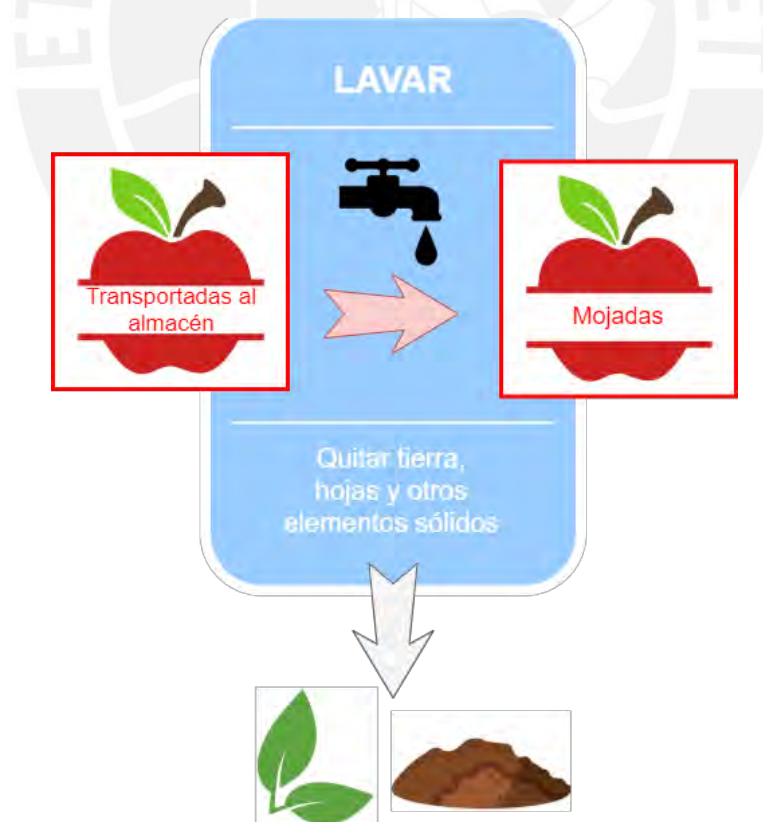 LAVAR
Transportadas al
almacén
Mojadas
Quitar tierra,
hojas y otros
elementos sólidos